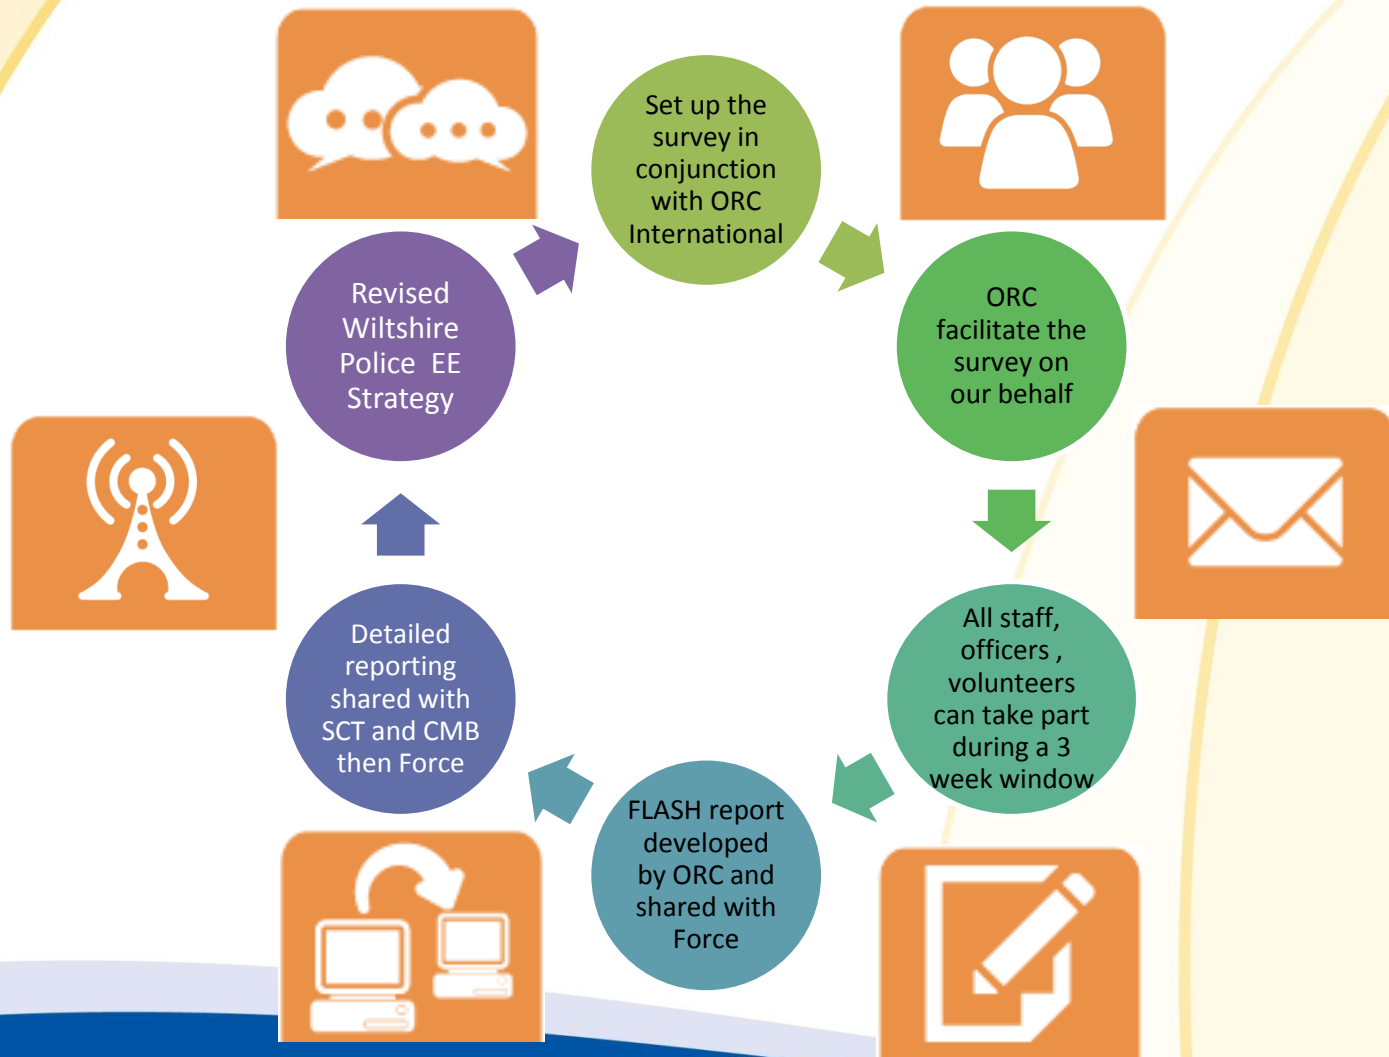 Set up the
survey in
conjunction
with ORC
International
ORC
facilitate the
survey on
our behalf
All staff,
officers ,
volunteers
can take part
during a 3
week window
FLASH report
developed
by ORC and
shared with
Force
Detailed
reporting
shared with
SCT and CMB
then Force
Revised
Wiltshire
Police  EE
Strategy